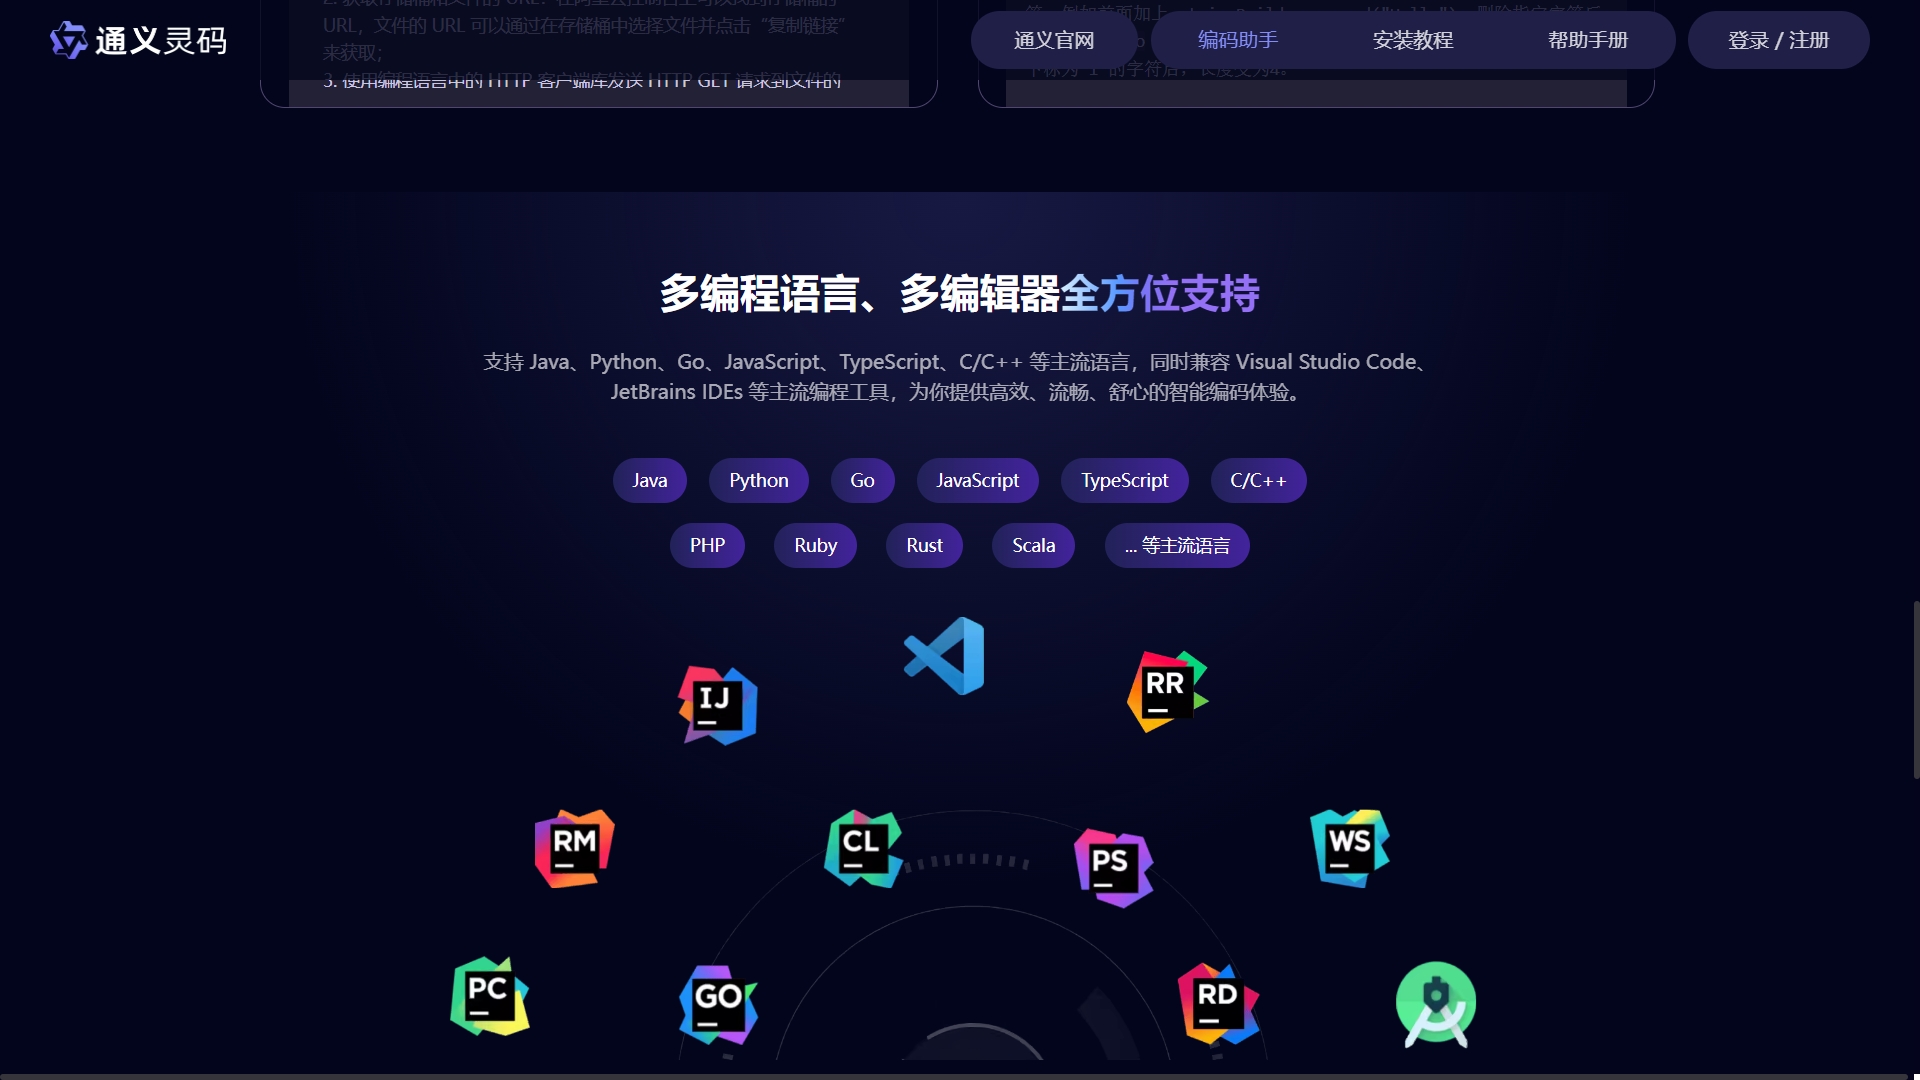 通义灵码
通义官网
编码助手
安装教程
帮助手册
登录 / 注册
URL，文件的 URL 可以通过在存储桶中选择文件并点击“复制链接”
来获取；
3. 使用编程语言中的 HTTP 客户端库发送 HTTP GET 请求到文件的
多编程语言、多编辑器全方位支持
支持 Java、Python、Go、JavaScript、TypeScript、C/C++ 等主流语言，同时兼容 Visual Studio Code、
JetBrains IDEs 等主流编程工具，为你提供高效、流畅、舒心的智能编码体验。
Java
Python
Go
JavaScript
TypeScript
C/C++
PHP
Ruby
Rust
Scala
... 等主流语言
IJ
RR
RM
CL
PS
WS
PC
GO
RD